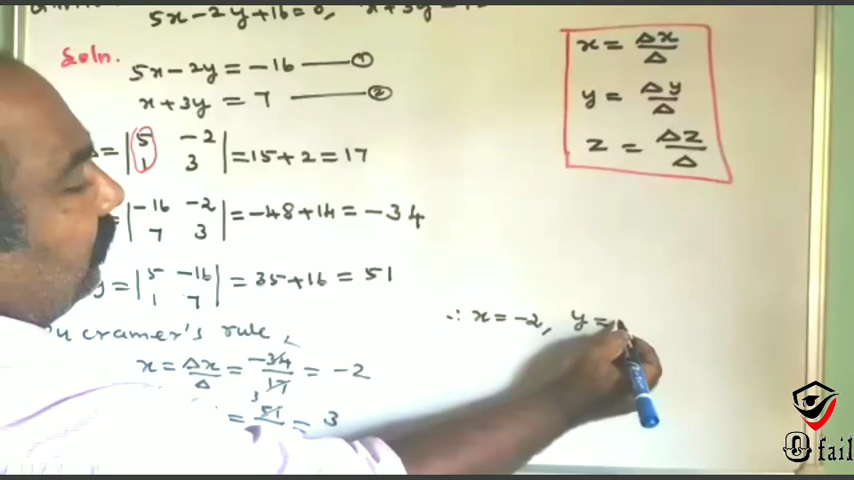 5x-2y+16=0, x+3y
Soln.
5x-2y = -16 —— ①
x+3y = 7 —— ②
= | 5 -2 | = 15+2 = 17
| 1 3 |
= | -16 -2 | = -48+14 = -34
| 7 3 |
y = | 5 -16 | = 35+16 = 51
| 1 7 |
cramer's rule,
x = Δx/Δ = -34/17 = -2
= 51 = 3
∴ x = -2, y =
x = Δx/Δ
y = Δy/Δ
z = Δz/Δ
0 fail